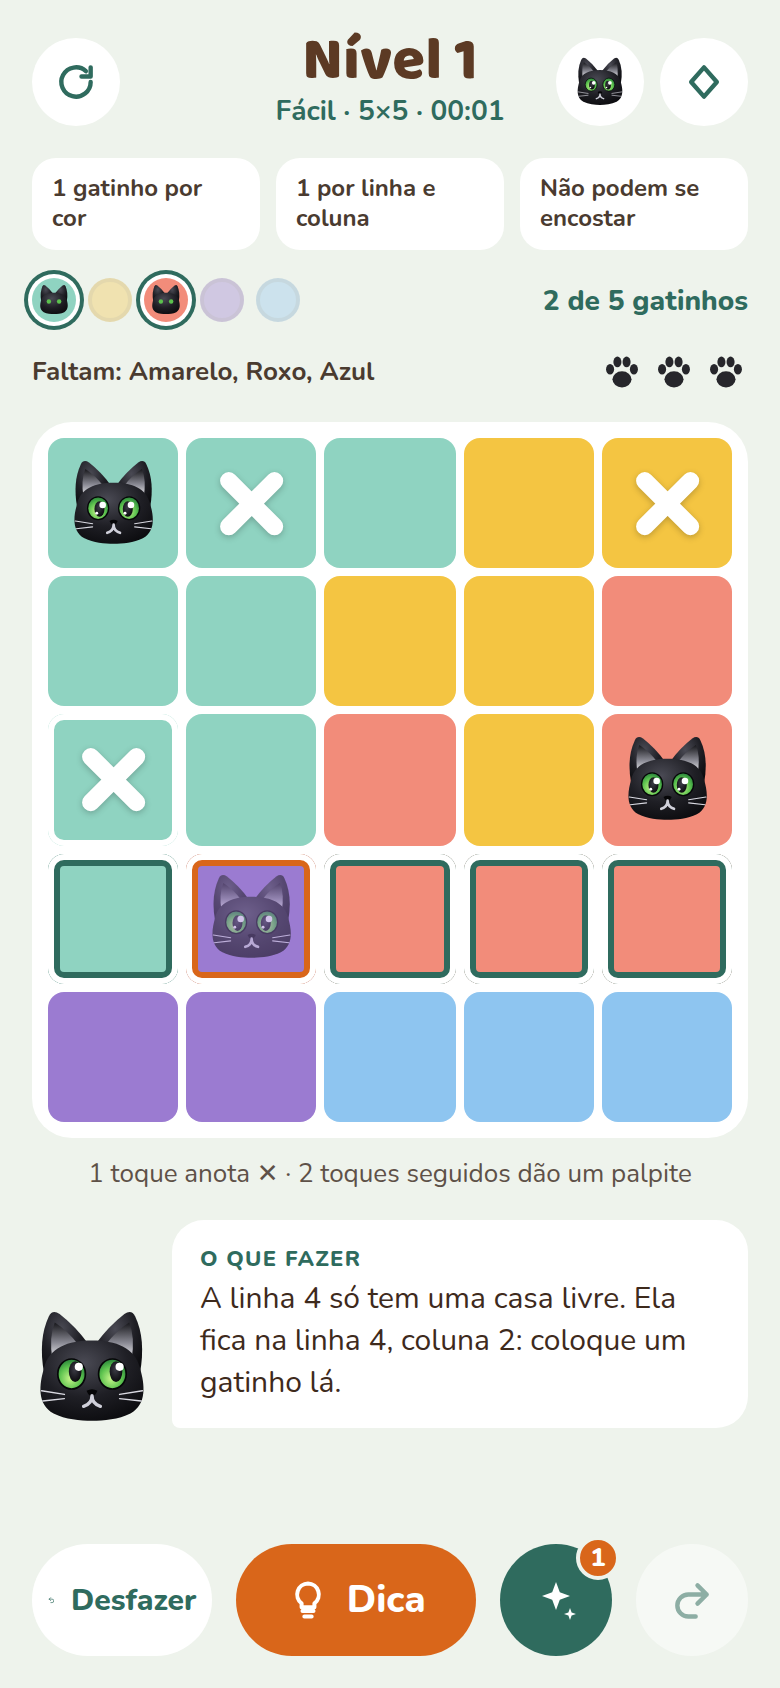 Nível 1
Fácil · 5×5 · 00:01
1 gatinho por
cor
1 por linha e
coluna
Não podem se
encostar
2 de 5 gatinhos
Faltam: Amarelo, Roxo, Azul
1 toque anota ✕ · 2 toques seguidos dão um palpite
O QUE FAZER
A linha 4 só tem uma casa livre. Ela
fica na linha 4, coluna 2: coloque um
gatinho lá.
Desfazer
Dica
1